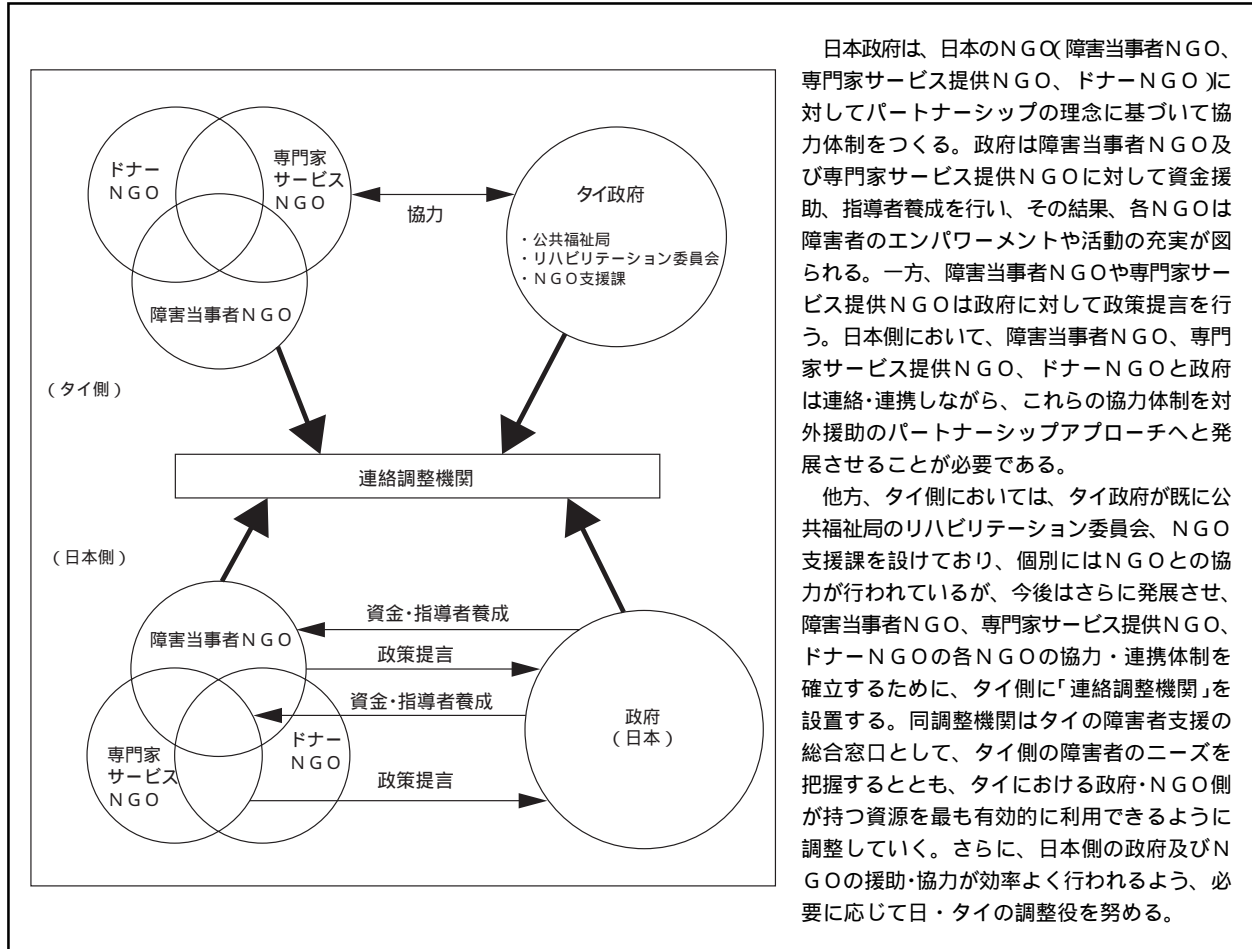 ドナー
NGO
専門家
サービス
NGO
障害当事者NGO
協力
タイ政府
・公共福祉局
・リハビリテーション委員会
・NGO支援課
（タイ側）
連絡調整機関
（日本側）
障害当事者NGO
専門家
サービス
NGO
ドナー
NGO
資金・指導者養成
政策提言
資金・指導者養成
政策提言
政府
（日本）
日本政府は、日本のNGO（障害当事者NGO、
専門家サービス提供NGO、ドナーNGO）に
対してパートナーシップの理念に基づいて協
力体制をつくる。政府は障害当事者NGO及
び専門家サービス提供NGOに対して資金援
助、指導者養成を行い、その結果、各NGOは
障害者のエンパワーメントや活動の充実が図
られる。一方、障害当事者NGOや専門家サー
ビス提供NGOは政府に対して政策提言を行
う。日本側において、障害当事者NGO、専門
家サービス提供NGO、ドナーNGOと政府
は連絡・連携しながら、これらの協力体制を対
外援助のパートナーシップアプローチへと発
展させることが必要である。
他方、タイ側においては、タイ政府が既に公
共福祉局のリハビリテーション委員会、NGO
支援課を設けており、個別にはNGOとの協
力が行われているが、今後はさらに発展させ、
障害当事者NGO、専門家サービス提供NGO、
ドナーNGOの各NGOの協力・連携体制を
確立するために、タイ側に「連絡調整機関」を
設置する。同調整機関はタイの障害者支援の
総合窓口として、タイ側の障害者のニーズを
把握するととも、タイにおける政府・NGO側
が持つ資源を最も有効的に利用できるように
調整していく。さらに、日本側の政府及びN
GOの援助・協力が効率よく行われるよう、必
要に応じて日・タイの調整役を努める。